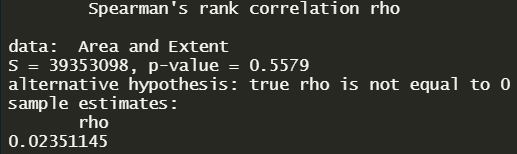 Spearman's rank correlation rho
data:  Area and Extent
S = 39353098, p-value = 0.5579
alternative hypothesis: true rho is not equal to 0
sample estimates:
rho
0.02351145